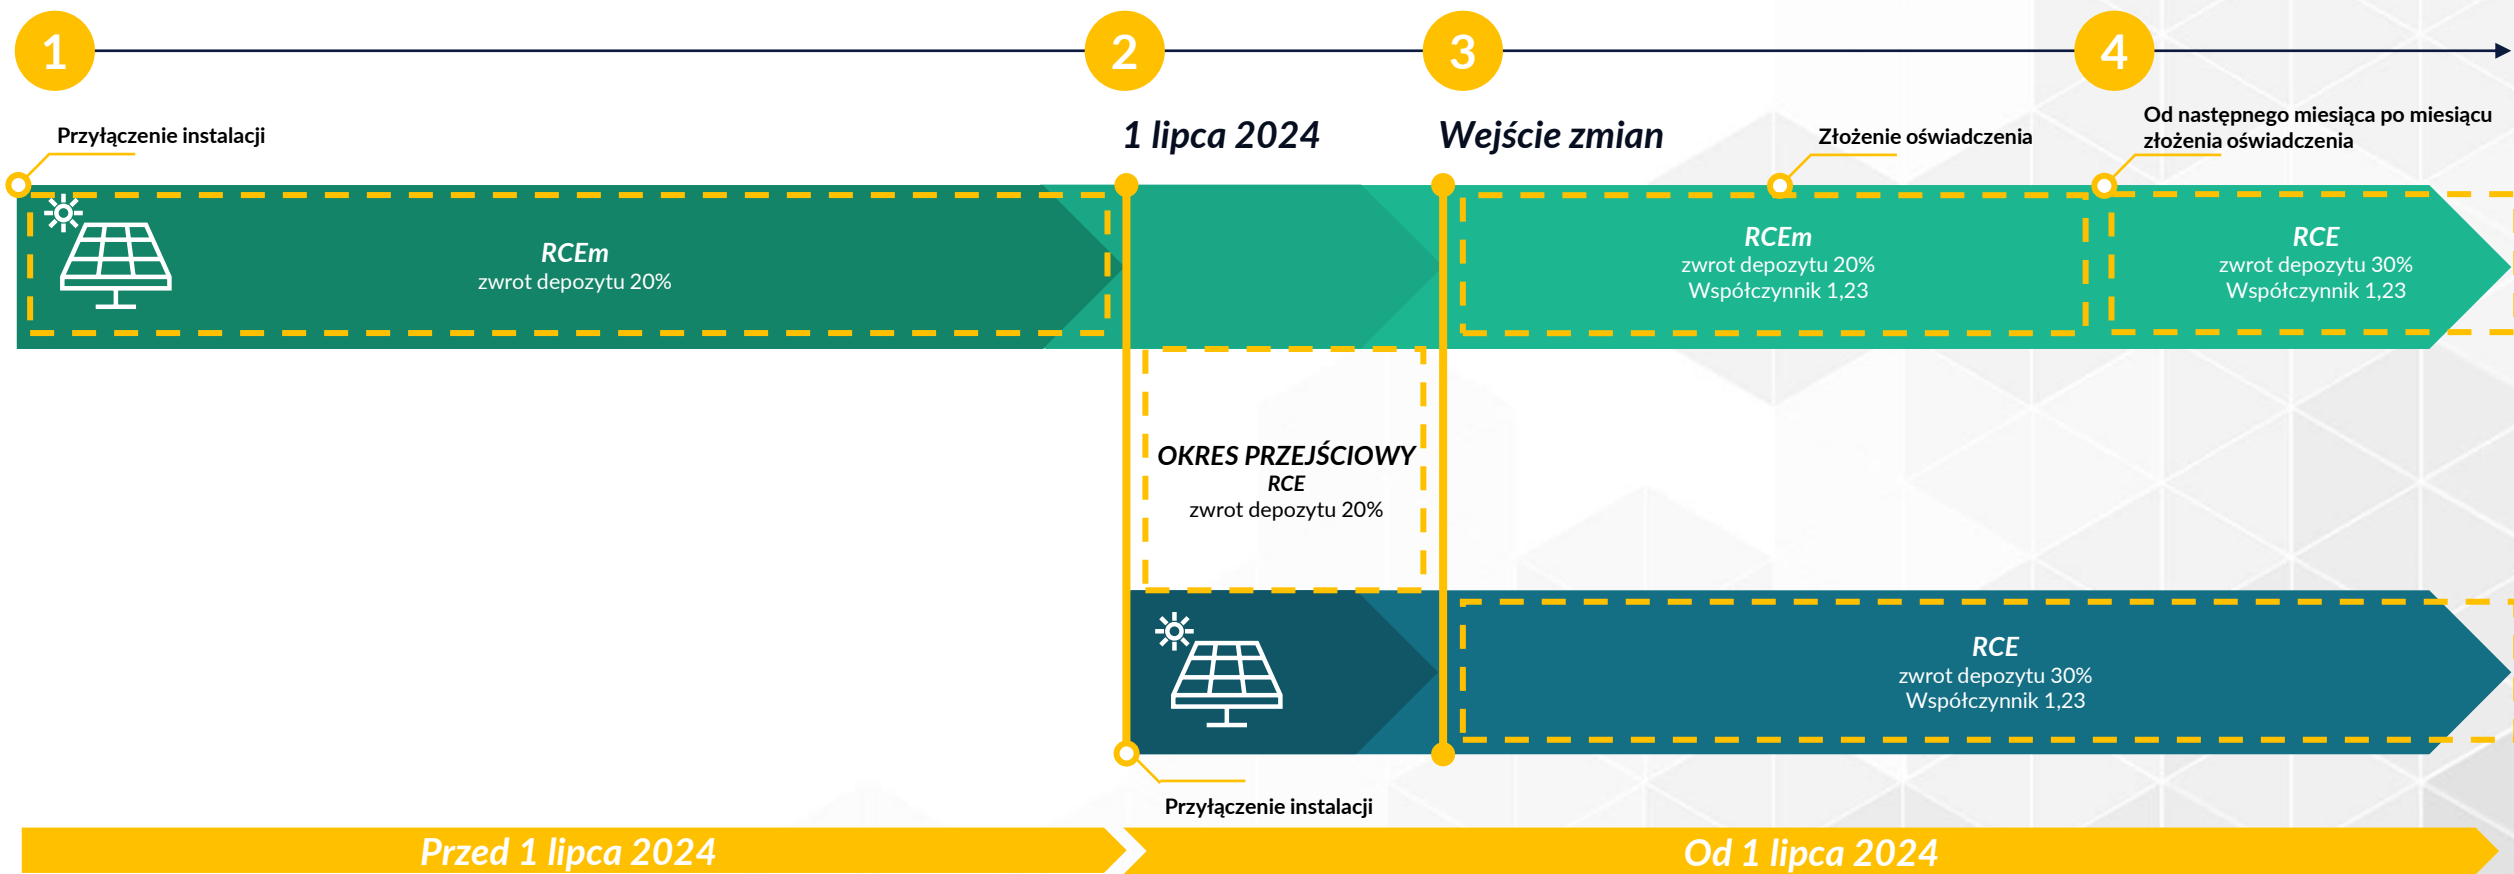 1
2
3
4
Przyłączenie instalacji
1 lipca 2024
Wejście zmian
Złożenie oświadczenia
Od następnego miesiąca po miesiącu
złożenia oświadczenia
RCEm
zwrot depozytu 20%
RCEm
zwrot depozytu 20%
Współczynnik 1,23
RCE
zwrot depozytu 30%
Współczynnik 1,23
OKRES PRZEJŚCIOWY
RCE
zwrot depozytu 20%
RCE
zwrot depozytu 30%
Współczynnik 1,23
Przyłączenie instalacji
Przed 1 lipca 2024
Od 1 lipca 2024